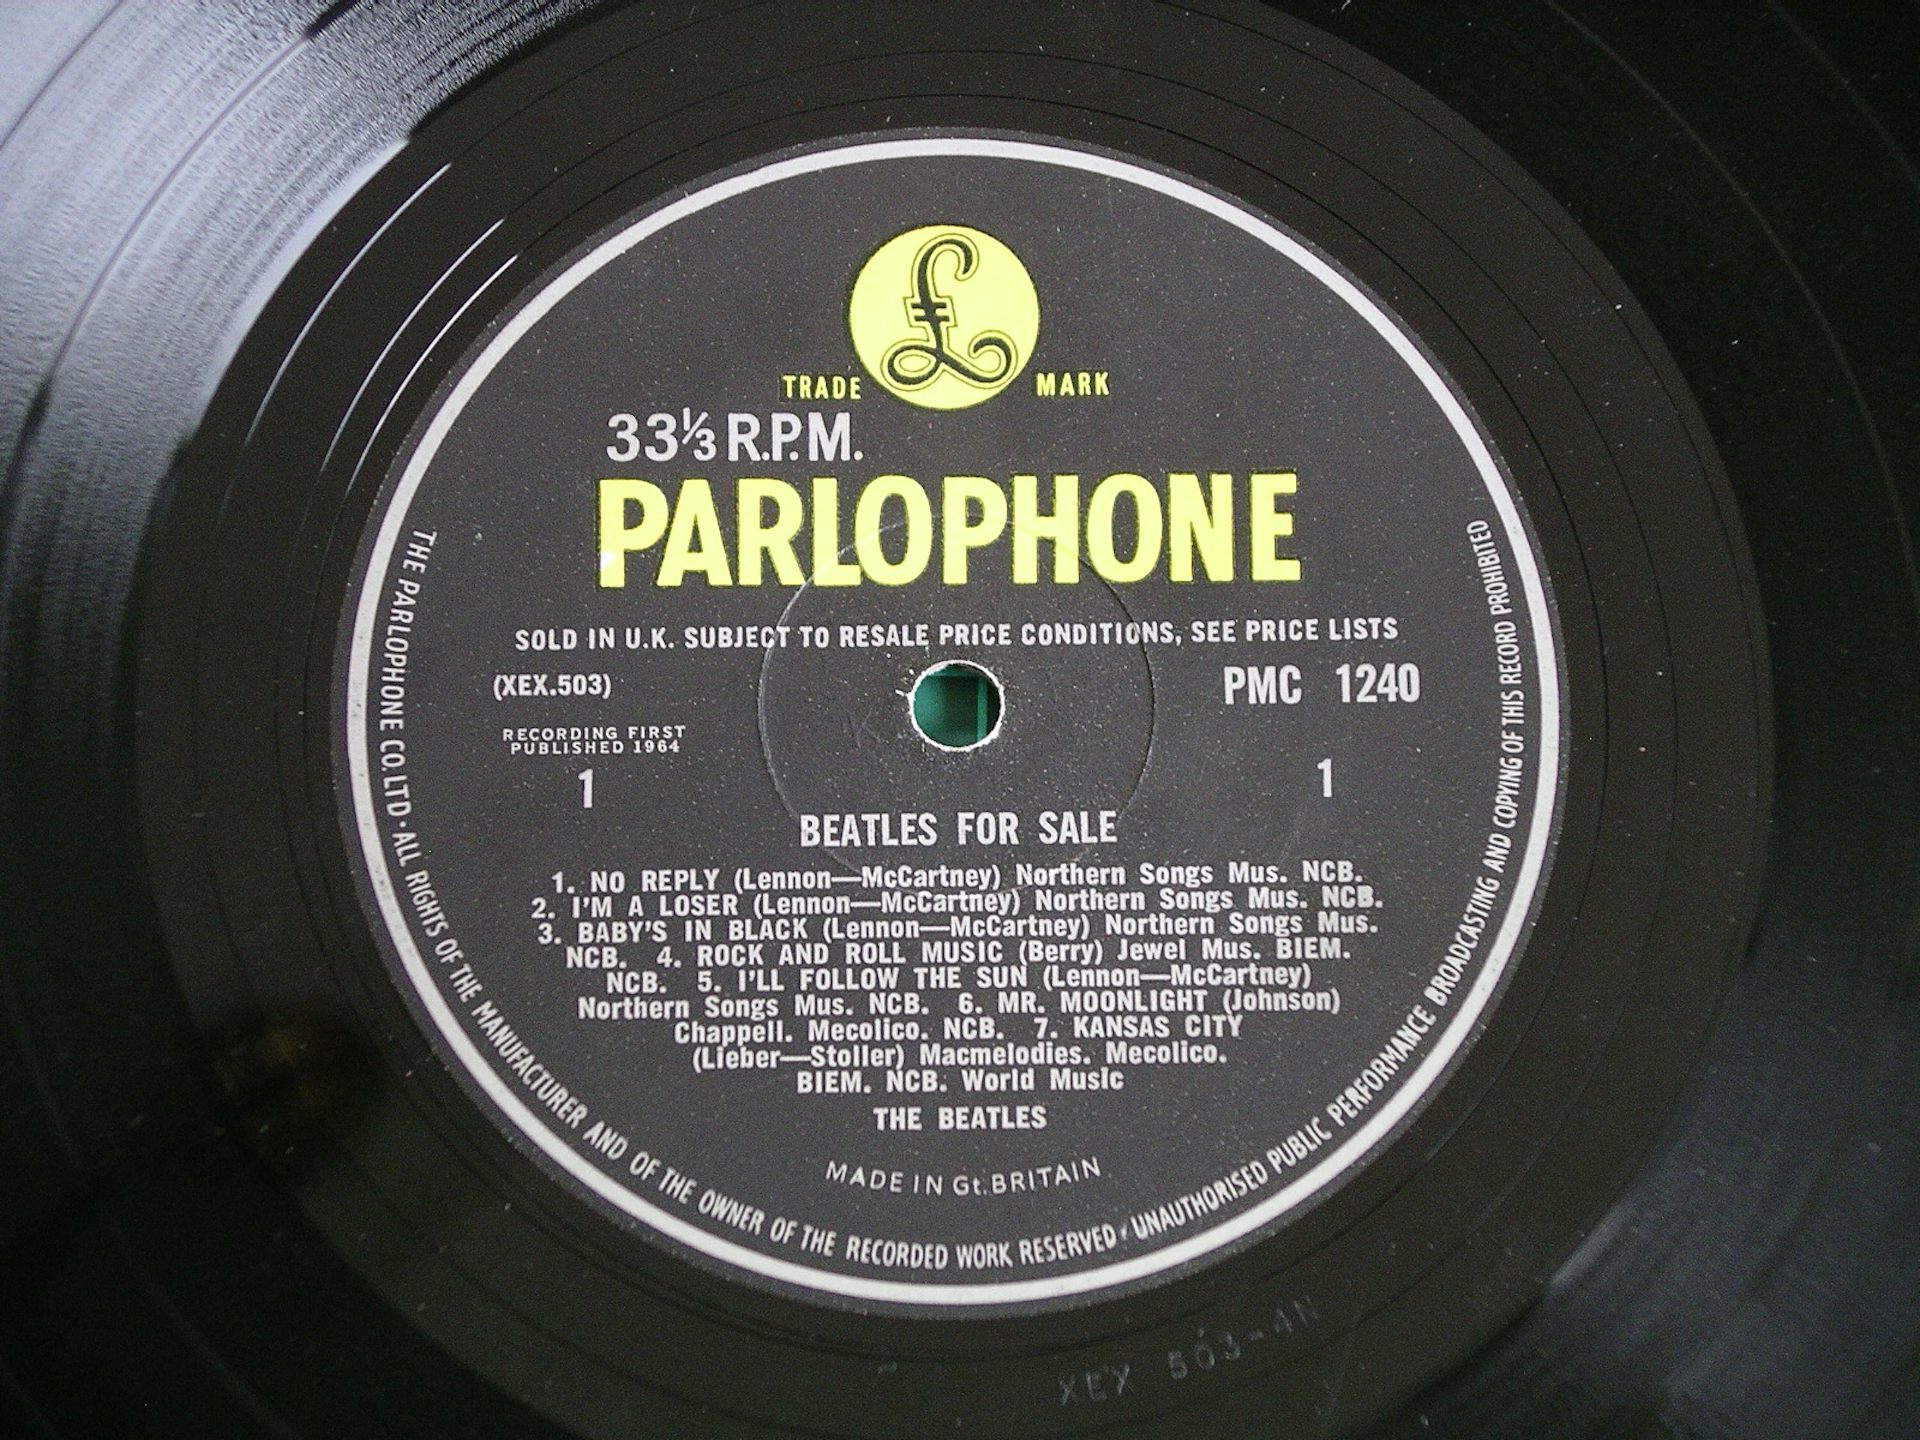 £
TRADE MARK
33⅓ R.P.M.
PARLOPHONE
SOLD IN U.K. SUBJECT TO RESALE PRICE CONDITIONS, SEE PRICE LISTS
(XEX.503) PMC 1240
RECORDING FIRST
PUBLISHED 1964
1 1
BEATLES FOR SALE
1. NO REPLY (Lennon—McCartney) Northern Songs Mus. NCB.
2. I'M A LOSER (Lennon—McCartney) Northern Songs Mus. NCB.
3. BABY'S IN BLACK (Lennon—McCartney) Northern Songs Mus.
NCB. 4. ROCK AND ROLL MUSIC (Berry) Jewel Mus. BIEM.
NCB. 5. I'LL FOLLOW THE SUN (Lennon—McCartney)
Northern Songs Mus. NCB. 6. MR. MOONLIGHT (Johnson)
Chappell. Mecolico. NCB. 7. KANSAS CITY
(Lieber—Stoller) Macmelodies. Mecolico.
BIEM. NCB. World Music
THE BEATLES
MADE IN Gt. BRITAIN
THE PARLOPHONE CO. LTD · ALL RIGHTS OF THE MANUFACTURER AND OF THE OWNER OF THE RECORDED WORK RESERVED · UNAUTHORISED PUBLIC PERFORMANCE BROADCASTING AND COPYING OF THIS RECORD PROHIBITED
XEX 503-4N